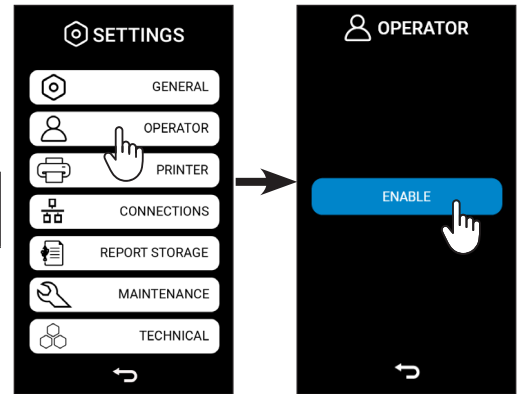 SETTINGS
GENERAL
OPERATOR
PRINTER
CONNECTIONS
REPORT STORAGE
MAINTENANCE
TECHNICAL
OPERATOR
ENABLE